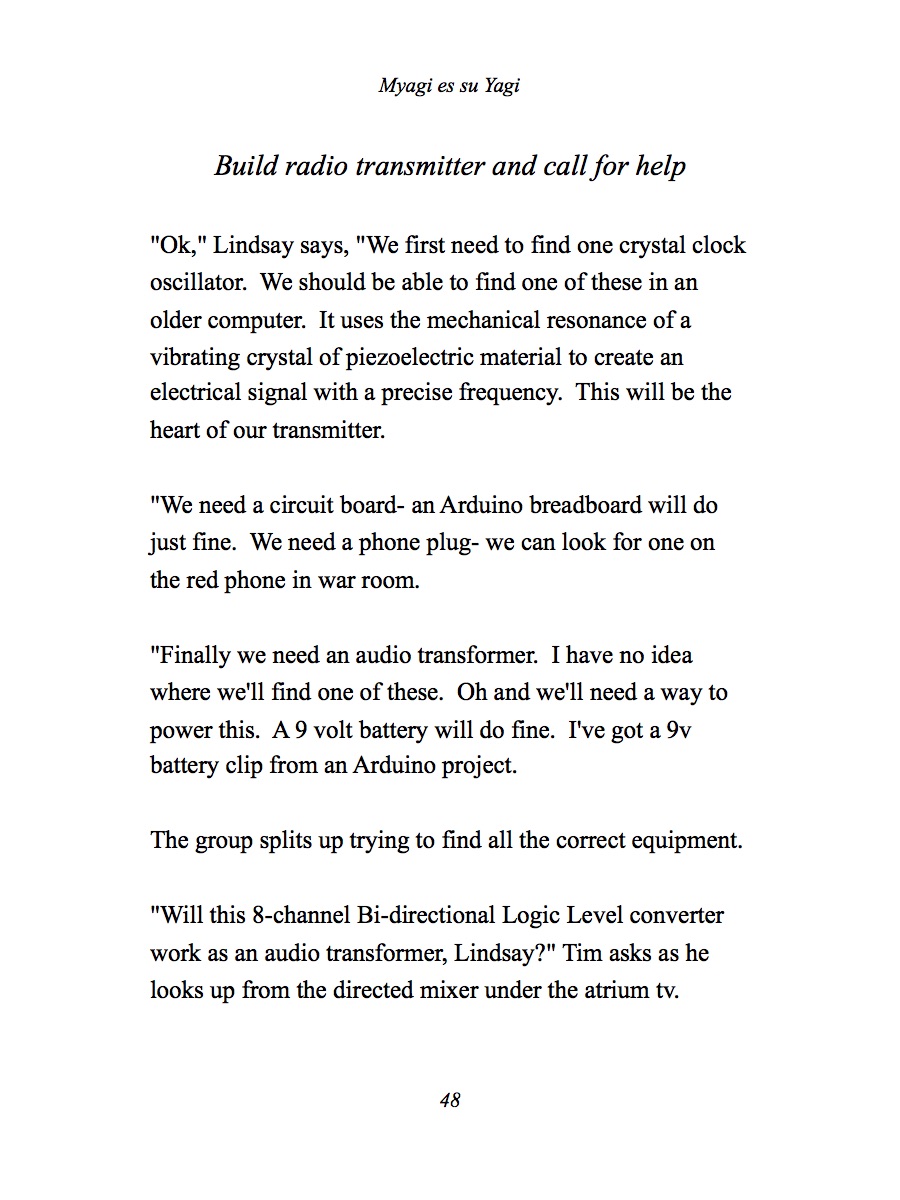 Myagi es su Yagi
Build radio transmitter and call for help
"Ok," Lindsay says, "We first need to find one crystal clock
oscillator.  We should be able to find one of these in an
older computer.  It uses the mechanical resonance of a
vibrating crystal of piezoelectric material to create an
electrical signal with a precise frequency.  This will be the
heart of our transmitter.
"We need a circuit board- an Arduino breadboard will do
just fine.  We need a phone plug- we can look for one on
the red phone in war room.
"Finally we need an audio transformer.  I have no idea
where we'll find one of these.  Oh and we'll need a way to
power this.  A 9 volt battery will do fine.  I've got a 9v
battery clip from an Arduino project.
The group splits up trying to find all the correct equipment.
"Will this 8-channel Bi-directional Logic Level converter
work as an audio transformer, Lindsay?" Tim asks as he
looks up from the directed mixer under the atrium tv.
48